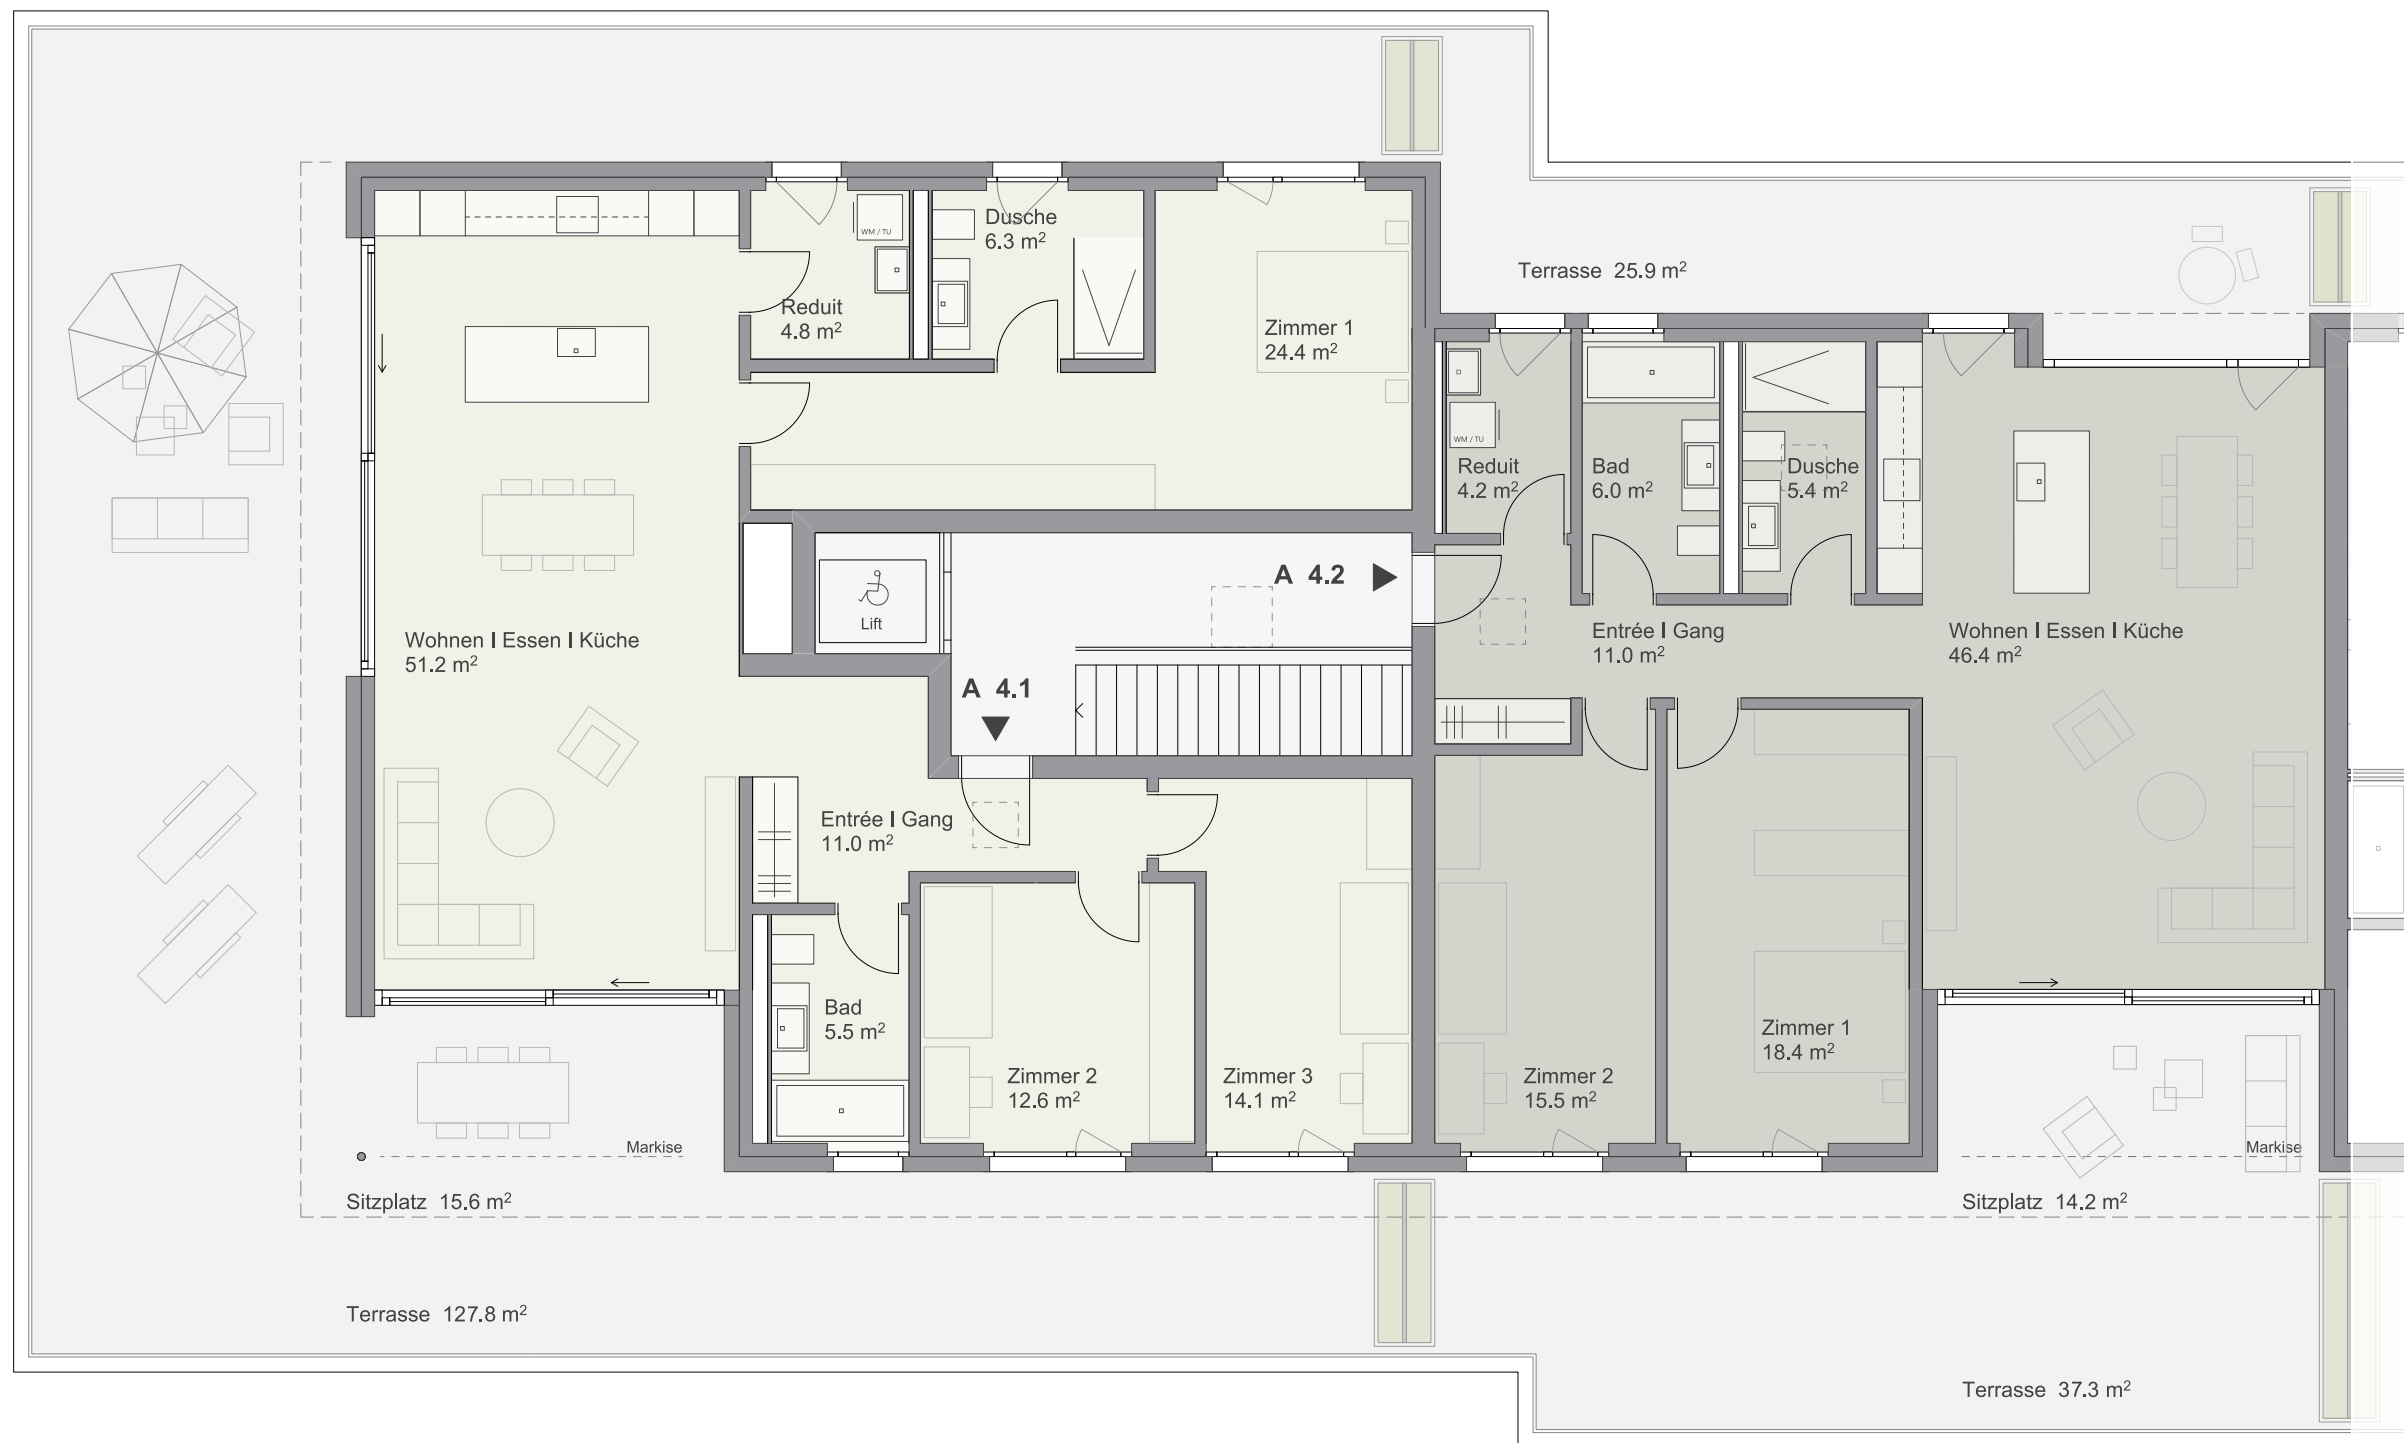 Dusche
6.3 m²
WM / TU
Reduit
4.8 m²
Zimmer 1
24.4 m²
Terrasse 25.9 m²
WM / TU
Reduit
4.2 m²
Bad
6.0 m²
Dusche
5.4 m²
A 4.2
Lift
Wohnen I Essen I Küche
51.2 m²
Entrée I Gang
11.0 m²
Wohnen I Essen I Küche
46.4 m²
A 4.1
Entrée I Gang
11.0 m²
Bad
5.5 m²
Zimmer 2
12.6 m²
Zimmer 3
14.1 m²
Zimmer 2
15.5 m²
Zimmer 1
18.4 m²
Markise
Markise
Sitzplatz 15.6 m²
Sitzplatz 14.2 m²
Terrasse 127.8 m²
Terrasse 37.3 m²